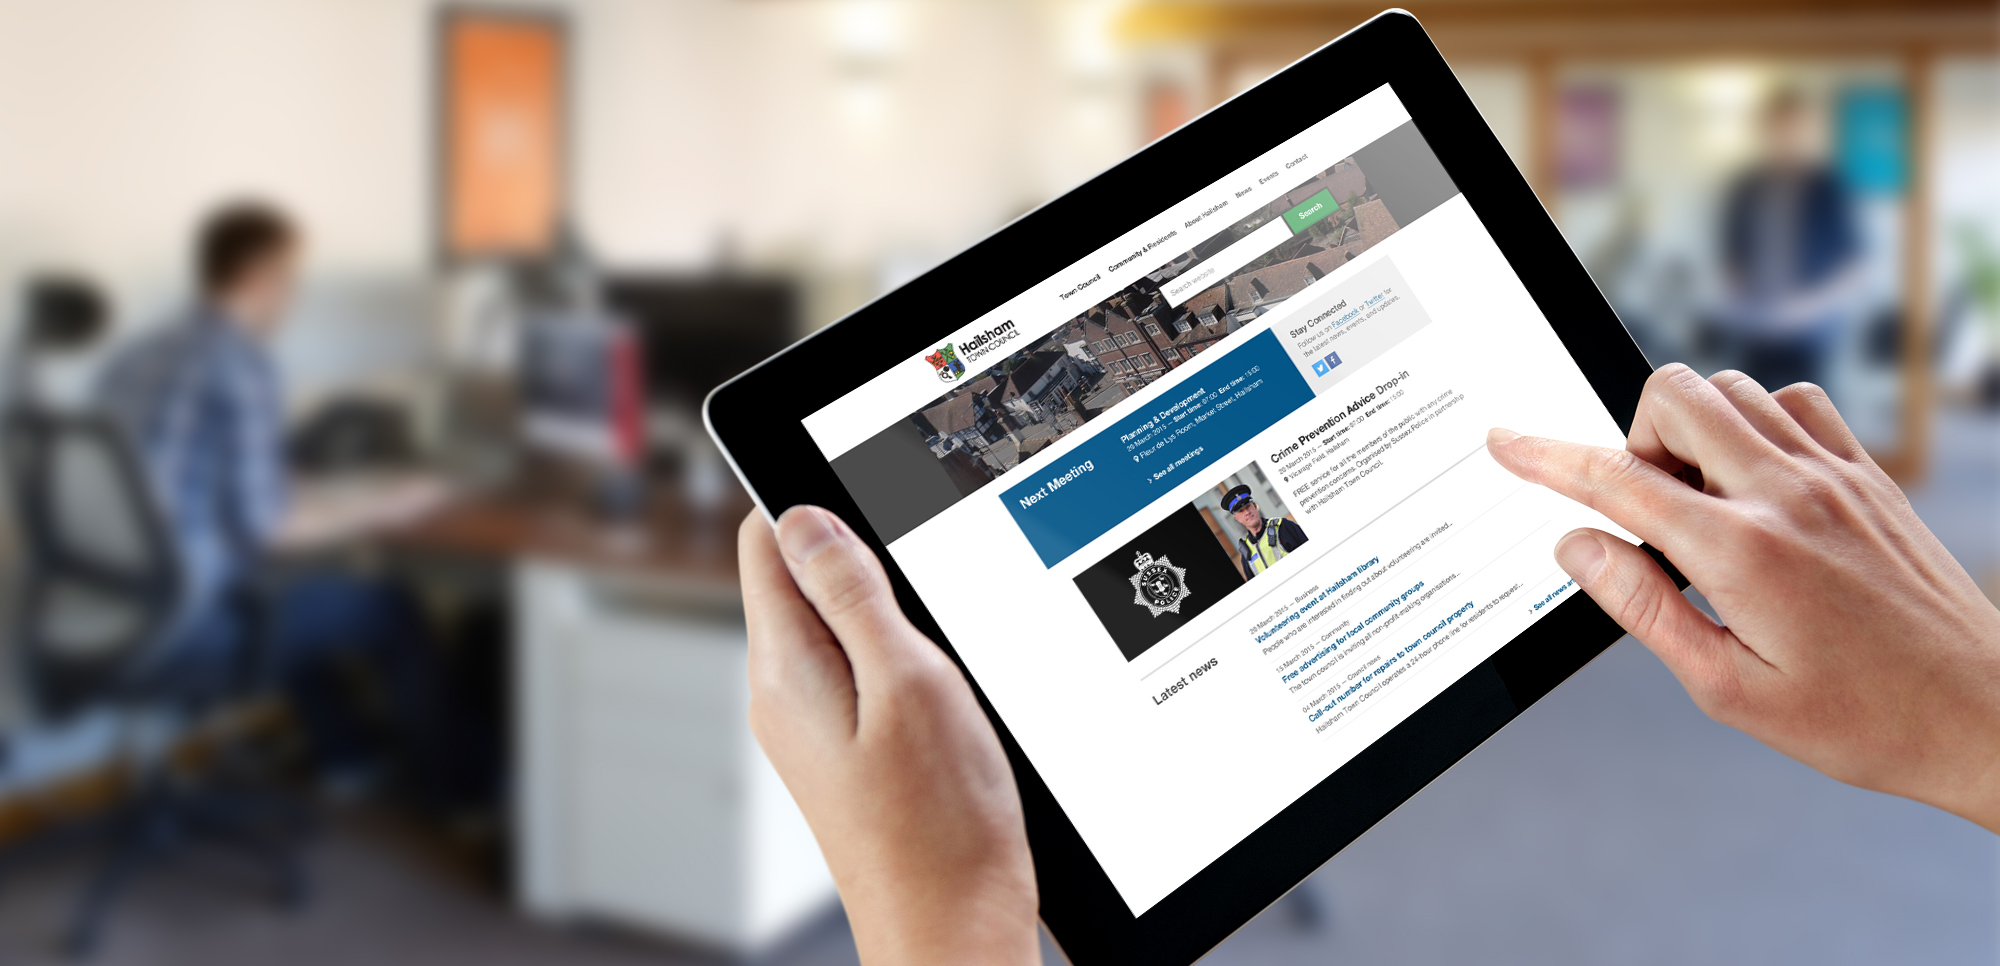 Hailsham
TOWN COUNCIL
Town Council Community & Residents About Hailsham News Events Contact
Search website
Search
Next Meeting
Planning & Development
Start time: 07:00 End time: 15:00
Fleur de Lys Room, Market Street, Hailsham
See all meetings
Stay Connected
Follow us on Facebook or Twitter for
the latest news, events, and updates.
SUSSEX
POLICE
Crime Prevention Advice Drop-in
20 March 2015 — Start time: 07:00 End time: 15:00
Vicarage Field, Hailsham
FREE service for all the members of the public with any crime
prevention concerns. Organised by Sussex Police in partnership
with Hailsham Town Council.
Latest news
20 March 2015 — Business
Volunteering event at Hailsham library
People who are interested in finding out about volunteering are invited...
15 March 2015 — Community
Free advertising for local community groups
The town council is inviting all non-profit-making organisations...
04 March 2015 — Council news
Call-out number for repairs to town council property
Hailsham Town Council operates a 24-hour phone line for residents to request...
See all news